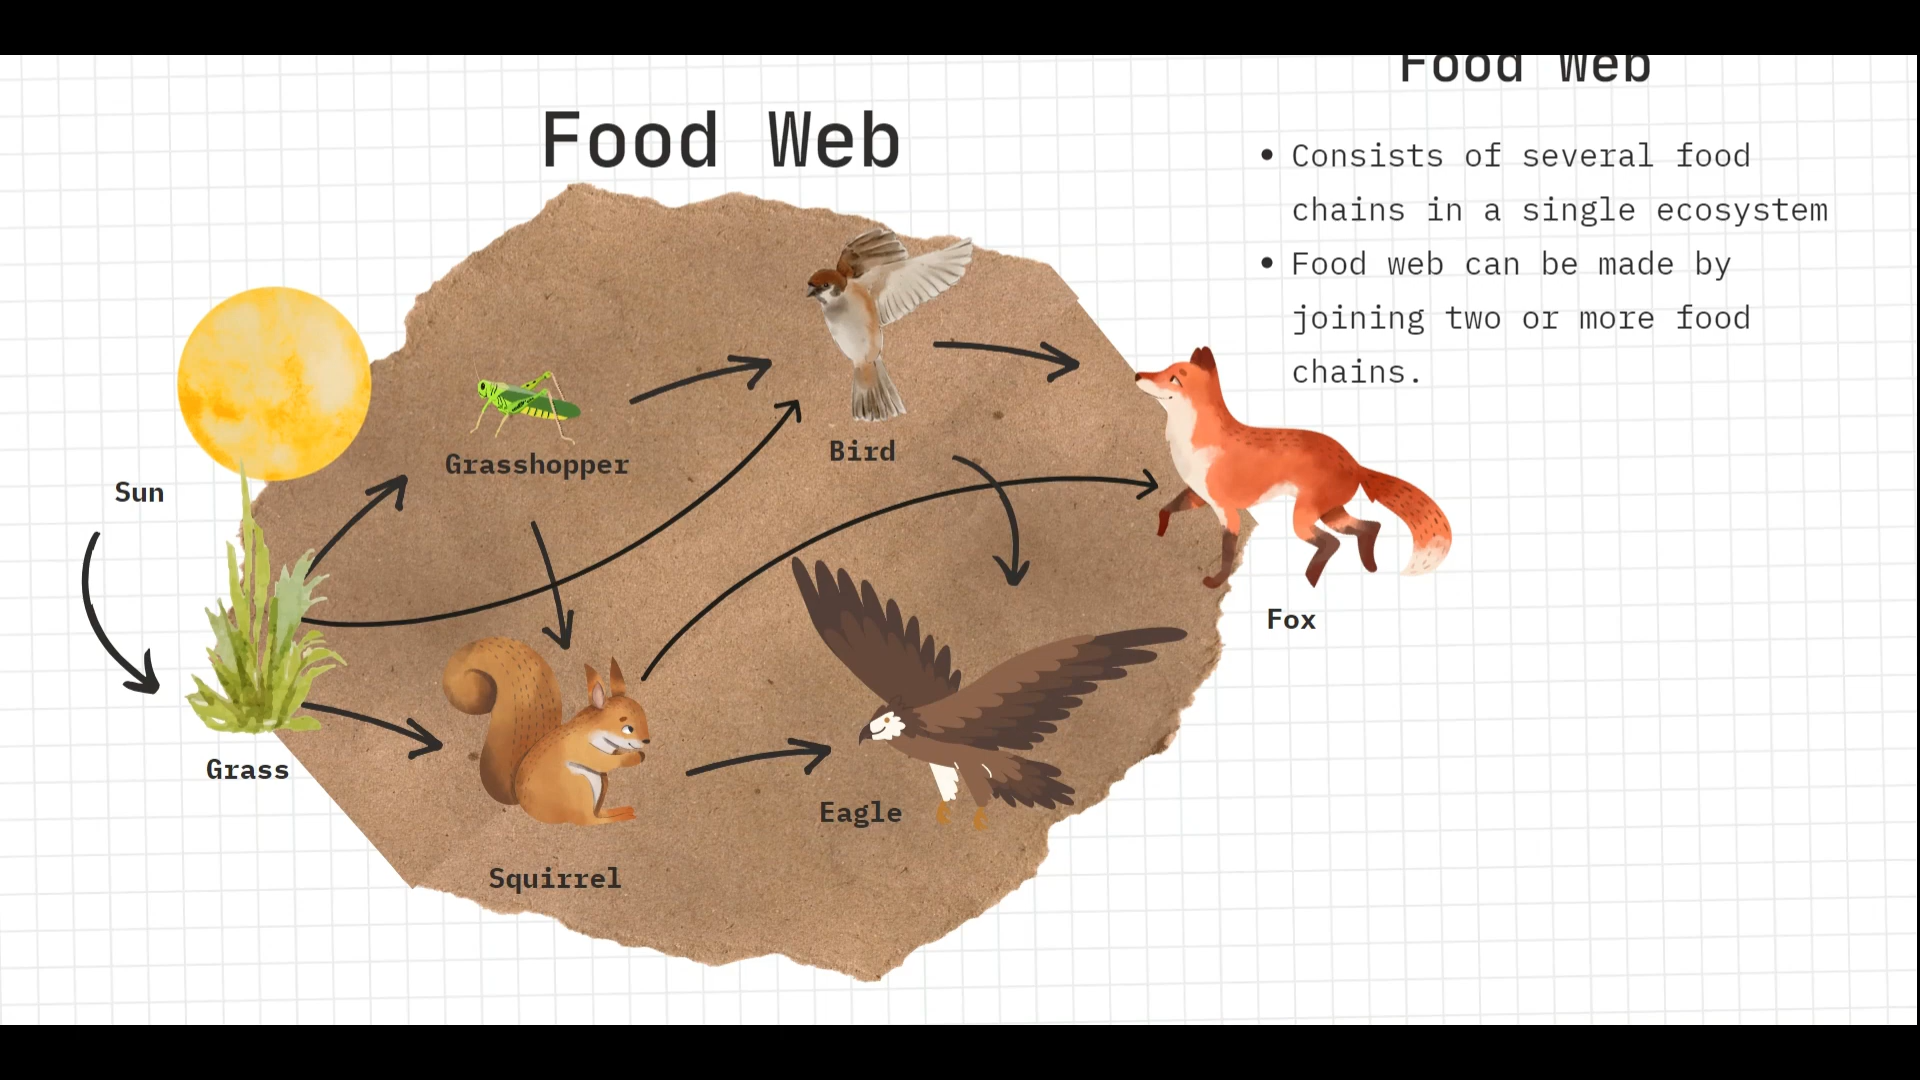 Food Web
Food Web
• Consists of several food
chains in a single ecosystem
• Food web can be made by
joining two or more food
chains.
Sun
Grasshopper
Bird
Fox
Grass
Eagle
Squirrel